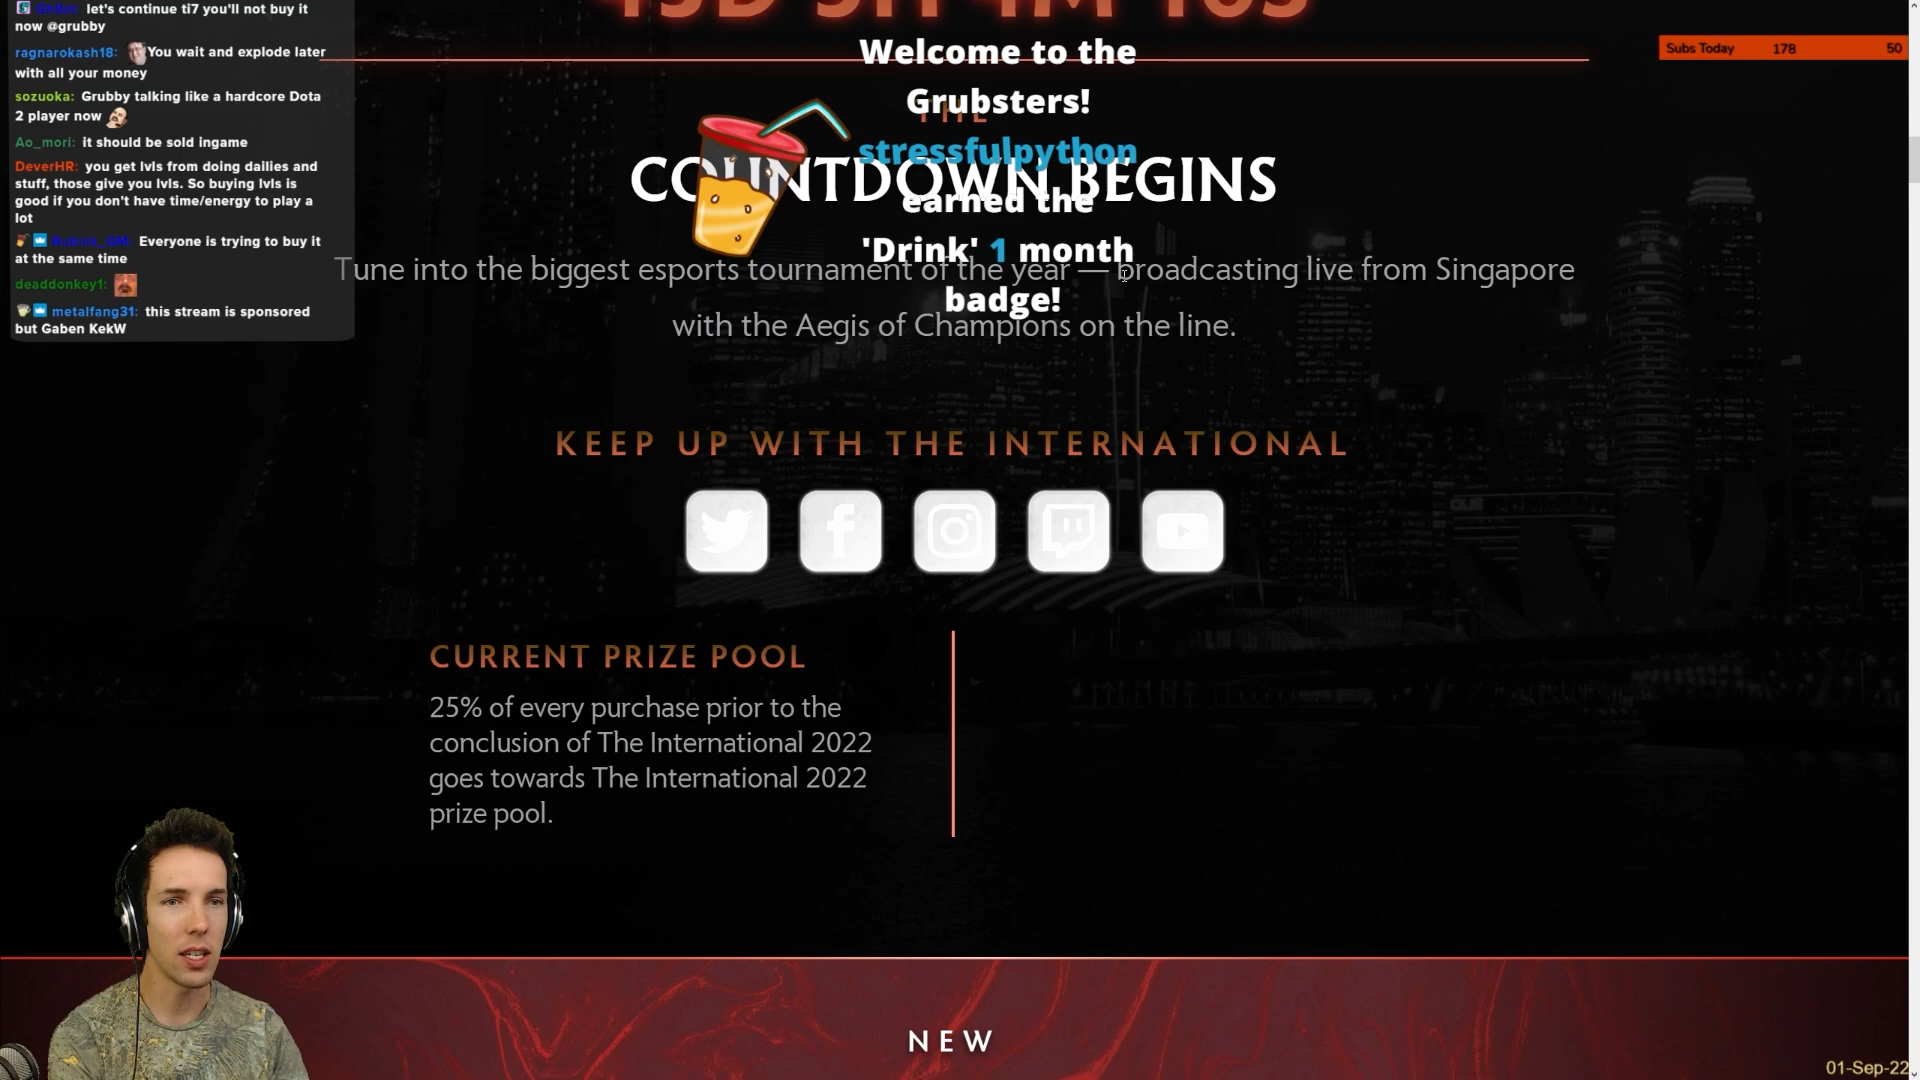 let's continue ti7 you'll not buy it
now @grubby
ragnarokash18: You wait and explode later
with all your money
sozuoka: Grubby talking like a hardcore Dota
2 player now
Ao_mori: it should be sold ingame
DeverHR: you get lvls from doing dailies and
stuff, those give you lvls. So buying lvls is
good if you don't have time/energy to play a
lot
Everyone is trying to buy it
at the same time
deaddonkey1:
metalfang31: this stream is sponsored
but Gaben KekW
Subs Today 178 50
Welcome to the
Grubsters!
stressfulpython
earned the
'Drink' 1 month
badge!
THE
COUNTDOWN BEGINS
Tune into the biggest esports tournament of the year — broadcasting live from Singapore
with the Aegis of Champions on the line.
KEEP UP WITH THE INTERNATIONAL
CURRENT PRIZE POOL
25% of every purchase prior to the
conclusion of The International 2022
goes towards The International 2022
prize pool.
NEW
01-Sep-22